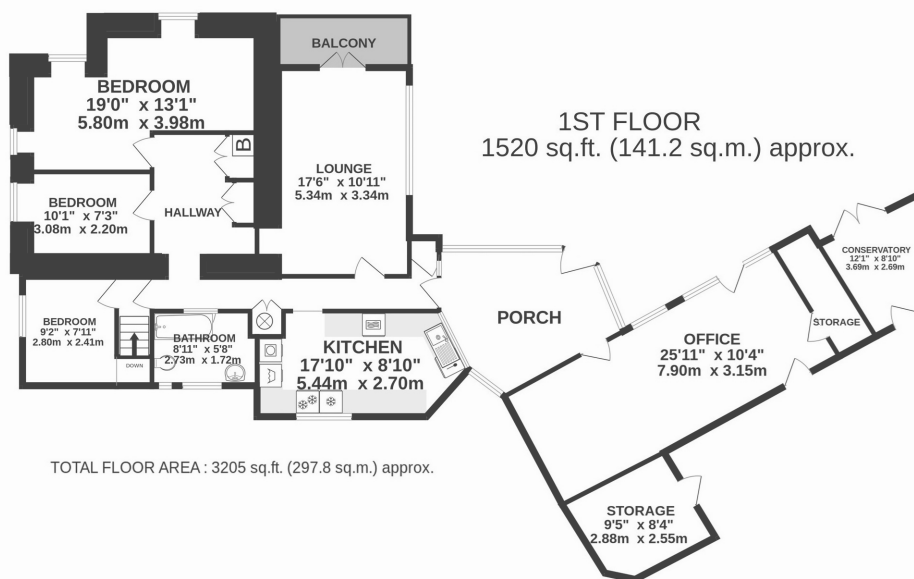 BALCONY
BEDROOM
19'0" x 13'1"
5.80m x 3.98m
1ST FLOOR
1520 sq.ft. (141.2 sq.m.) approx.
B
LOUNGE
17'6" x 10'11"
5.34m x 3.34m
BEDROOM
10'1" x 7'3"
3.08m x 2.20m
HALLWAY
CONSERVATORY
12'1" x 8'10"
3.69m x 2.69m
BEDROOM
9'2" x 7'11"
2.80m x 2.41m
DOWN
BATHROOM
8'11" x 5'8"
2.73m x 1.72m
KITCHEN
17'10" x 8'10"
5.44m x 2.70m
PORCH
OFFICE
25'11" x 10'4"
7.90m x 3.15m
STORAGE
TOTAL FLOOR AREA : 3205 sq.ft. (297.8 sq.m.) approx.
STORAGE
9'5" x 8'4"
2.88m x 2.55m